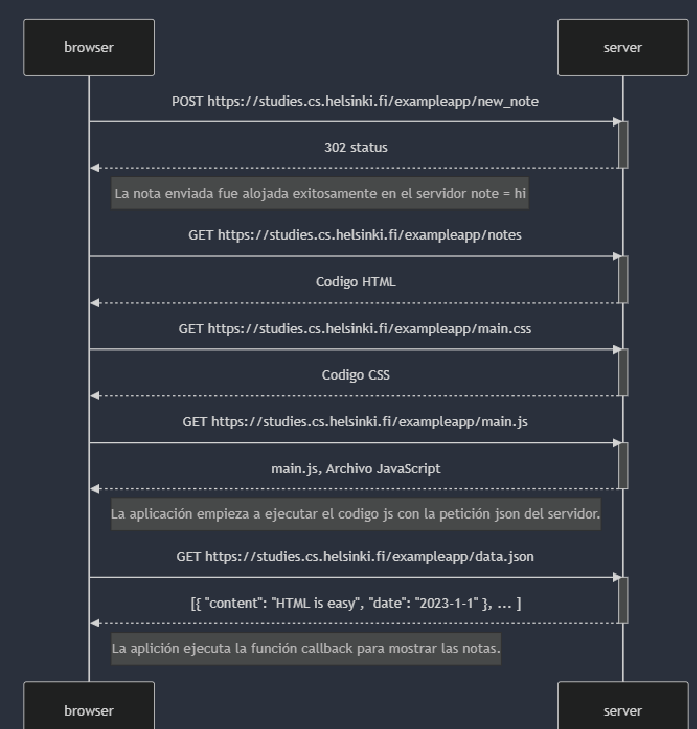 browser server
POST https://studies.cs.helsinki.fi/exampleapp/new_note
302 status
La nota enviada fue alojada exitosamente en el servidor note = hi
GET https://studies.cs.helsinki.fi/exampleapp/notes
Codigo HTML
GET https://studies.cs.helsinki.fi/exampleapp/main.css
Codigo CSS
GET https://studies.cs.helsinki.fi/exampleapp/main.js
main.js, Archivo JavaScript
La aplicación empieza a ejecutar el codigo js con la petición json del servidor.
GET https://studies.cs.helsinki.fi/exampleapp/data.json
[{ "content": "HTML is easy", "date": "2023-1-1" }, ... ]
La aplición ejecuta la función callback para mostrar las notas.
browser server